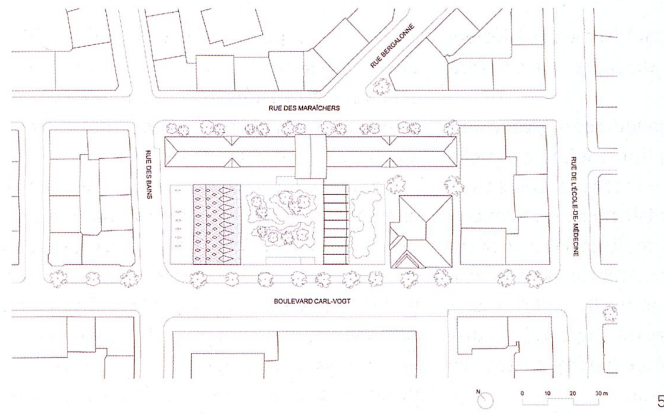 RUE BERGALONNE
RUE DES MARAÎCHERS
RUE DES BAINS
RUE DE L'ÉCOLE-DE-MÉDECINE
BOULEVARD CARL-VOGT
N
0 10 20 30 m
5